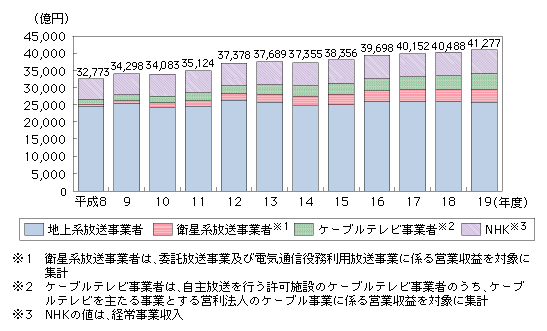 (億円)
45,000
40,000
35,000
30,000
25,000
20,000
15,000
10,000
5,000
0
32,773
34,298
34,083
35,124
37,378
37,689
37,355
38,356
39,698
40,152
40,488
41,277
平成8 9 10 11 12 13 14 15 16 17 18 19(年度)
地上系放送事業者 衛星系放送事業者※1 ケーブルテレビ事業者※2 NHK※3
※1 衛星系放送事業者は、委託放送事業及び電気通信役務利用放送事業に係る営業収益を対象に
集計
※2 ケーブルテレビ事業者は、自主放送を行う許可施設のケーブルテレビ事業者のうち、ケーブ
ルテレビを主たる事業とする営利法人のケーブル事業に係る営業収益を対象に集計
※3 NHKの値は、経常事業収入